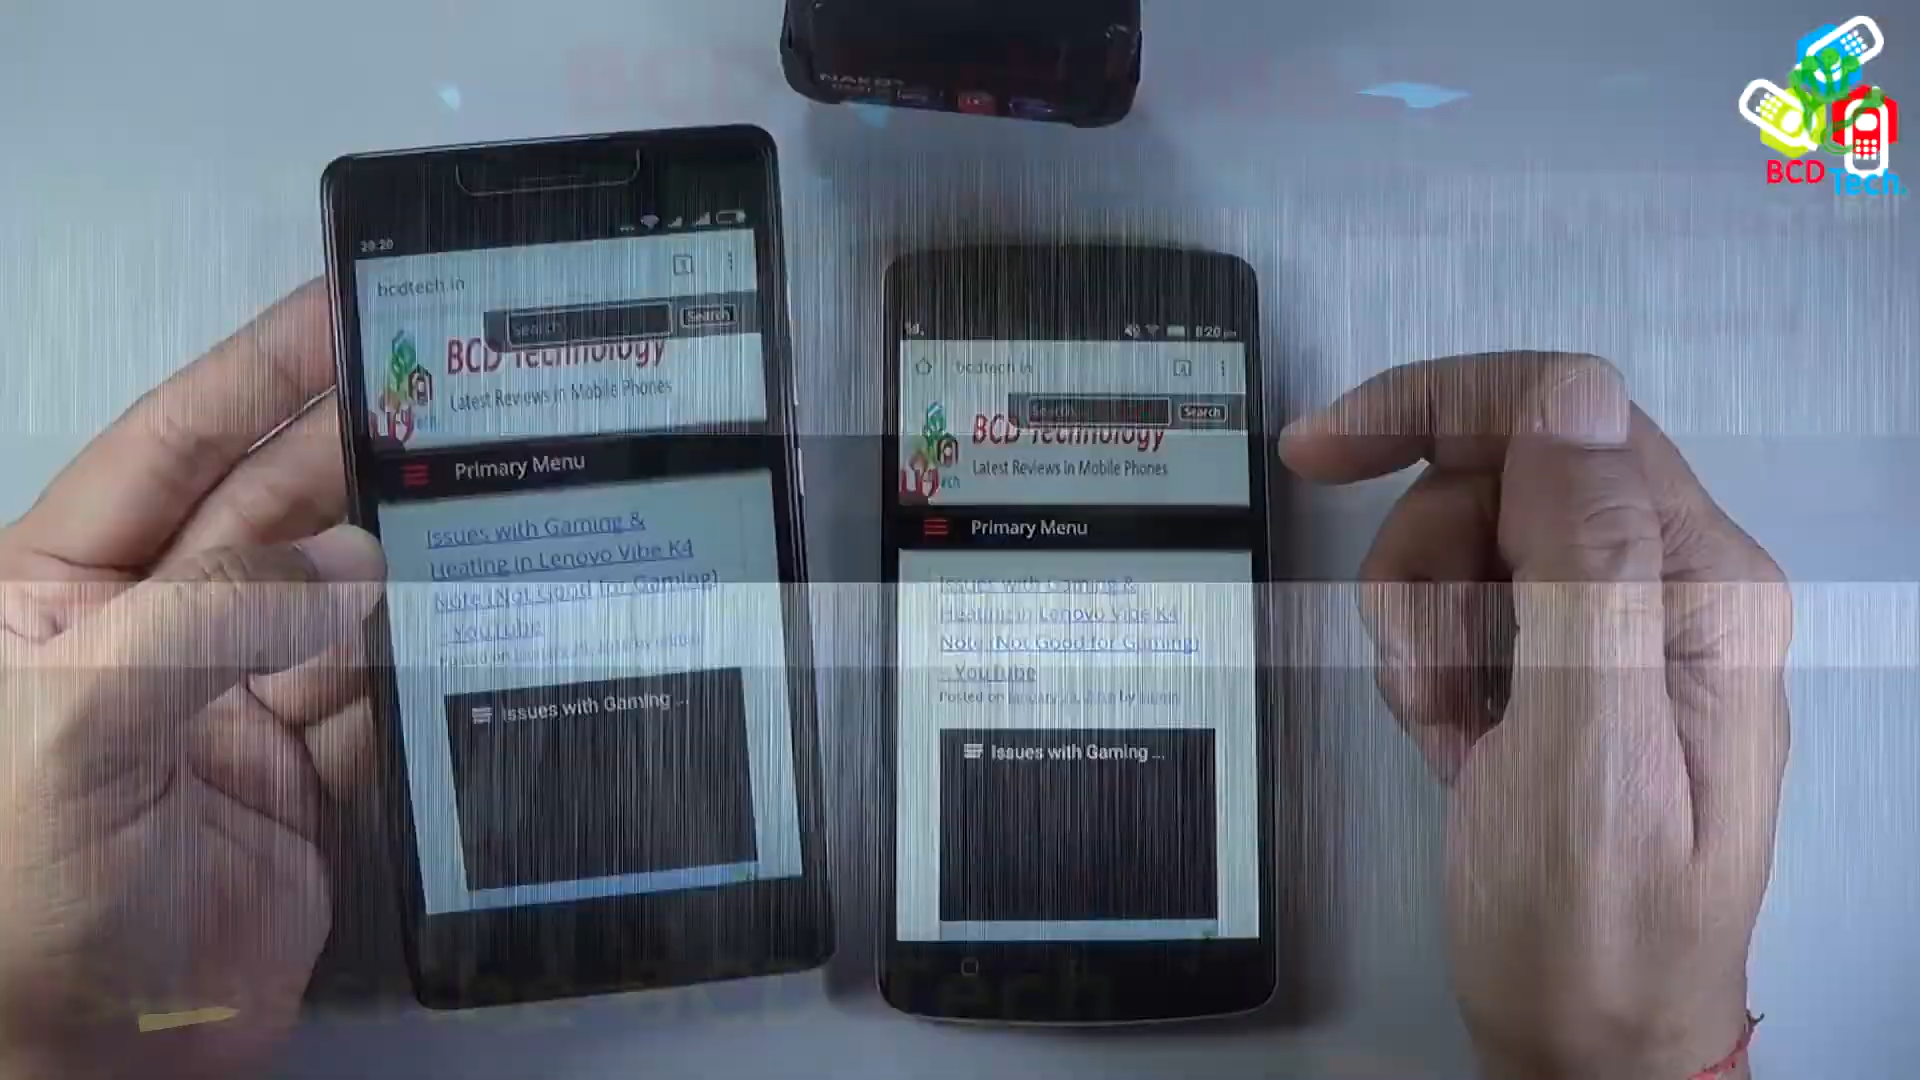 BCD Tech.
20:20
bcdtech.in
Search
Search
BCD Technology
Latest Reviews in Mobile Phones
Primary Menu
Issues with Gaming &
Heating in Lenovo Vibe K4
Note (Not Good for Gaming)
- YouTube
Issues with Gaming ...
8:20
bcdtech.in
Search
Search
BCD Technology
Latest Reviews in Mobile Phones
Primary Menu
Issues with Gaming &
Heating in Lenovo Vibe K4
Note (Not Good for Gaming)
- YouTube
Issues with Gaming ...